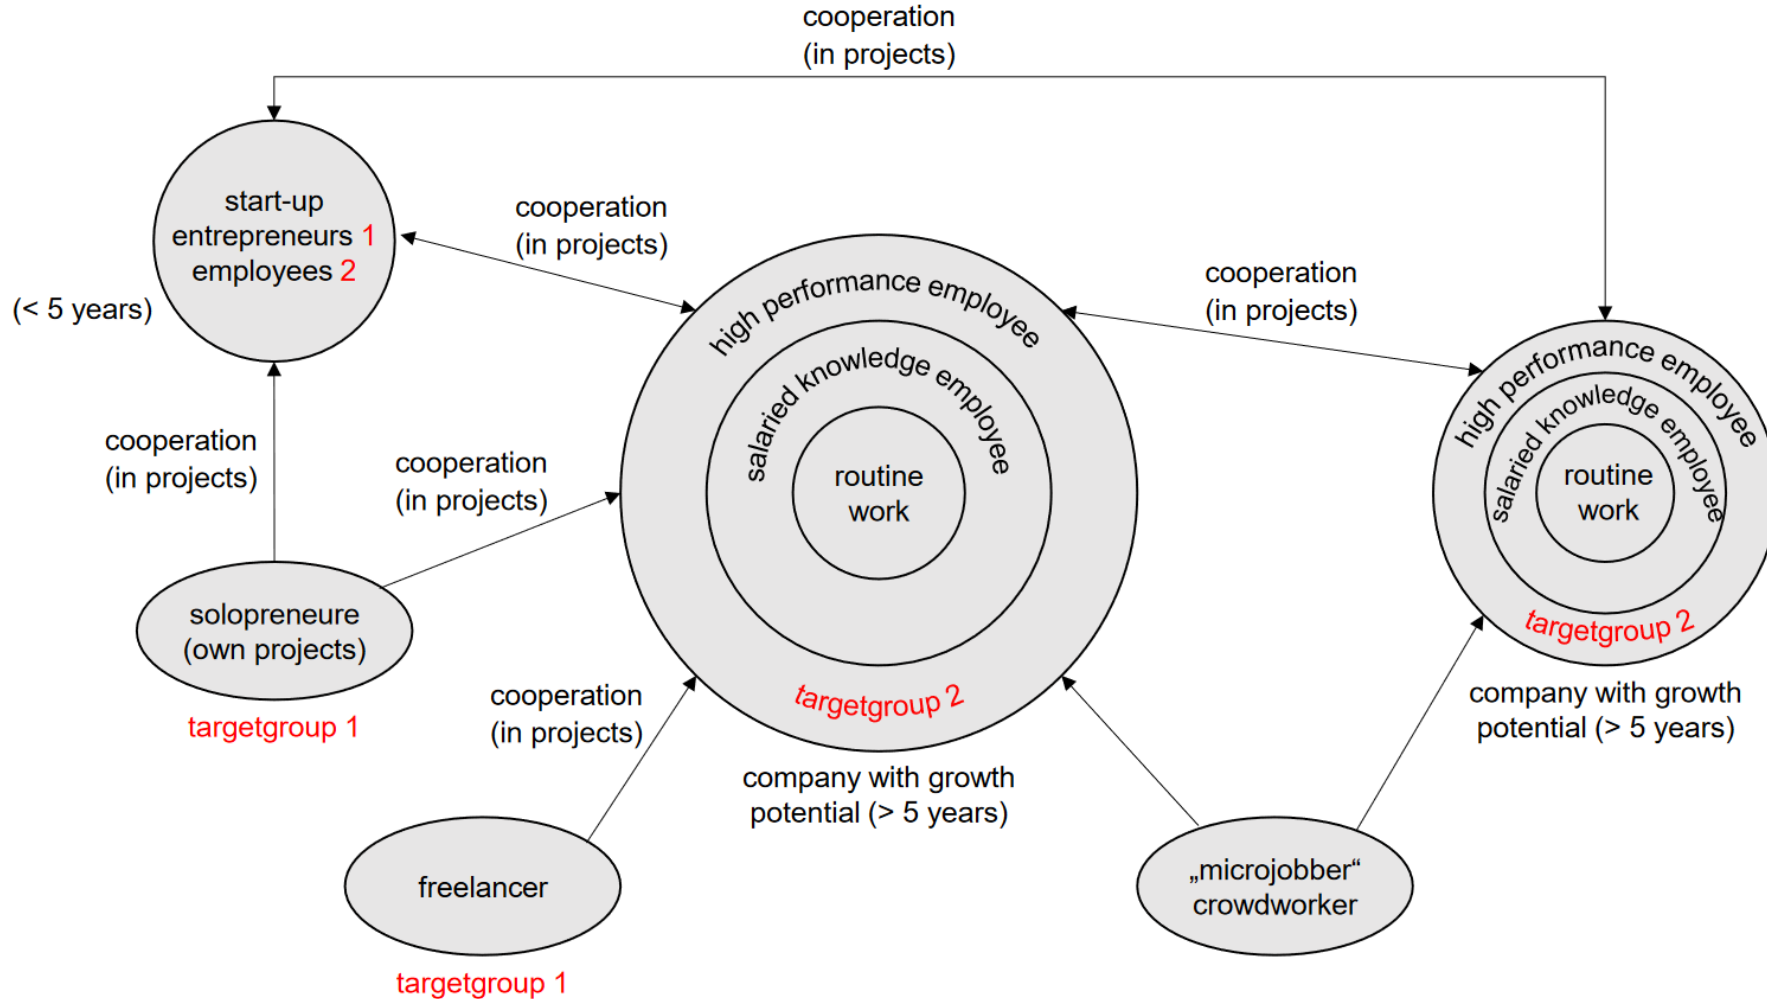 cooperation
(in projects)
start-up
entrepreneurs 1
employees 2
(< 5 years)
cooperation
(in projects)
cooperation
(in projects)
high performance employee
salaried knowledge employee
routine
work
targetgroup 2
company with growth
potential (> 5 years)
high performance employee
salaried knowledge employee
routine
work
targetgroup 2
company with growth
potential (> 5 years)
cooperation
(in projects)
cooperation
(in projects)
solopreneure
(own projects)
targetgroup 1
cooperation
(in projects)
freelancer
targetgroup 1
„microjobber“
crowdworker